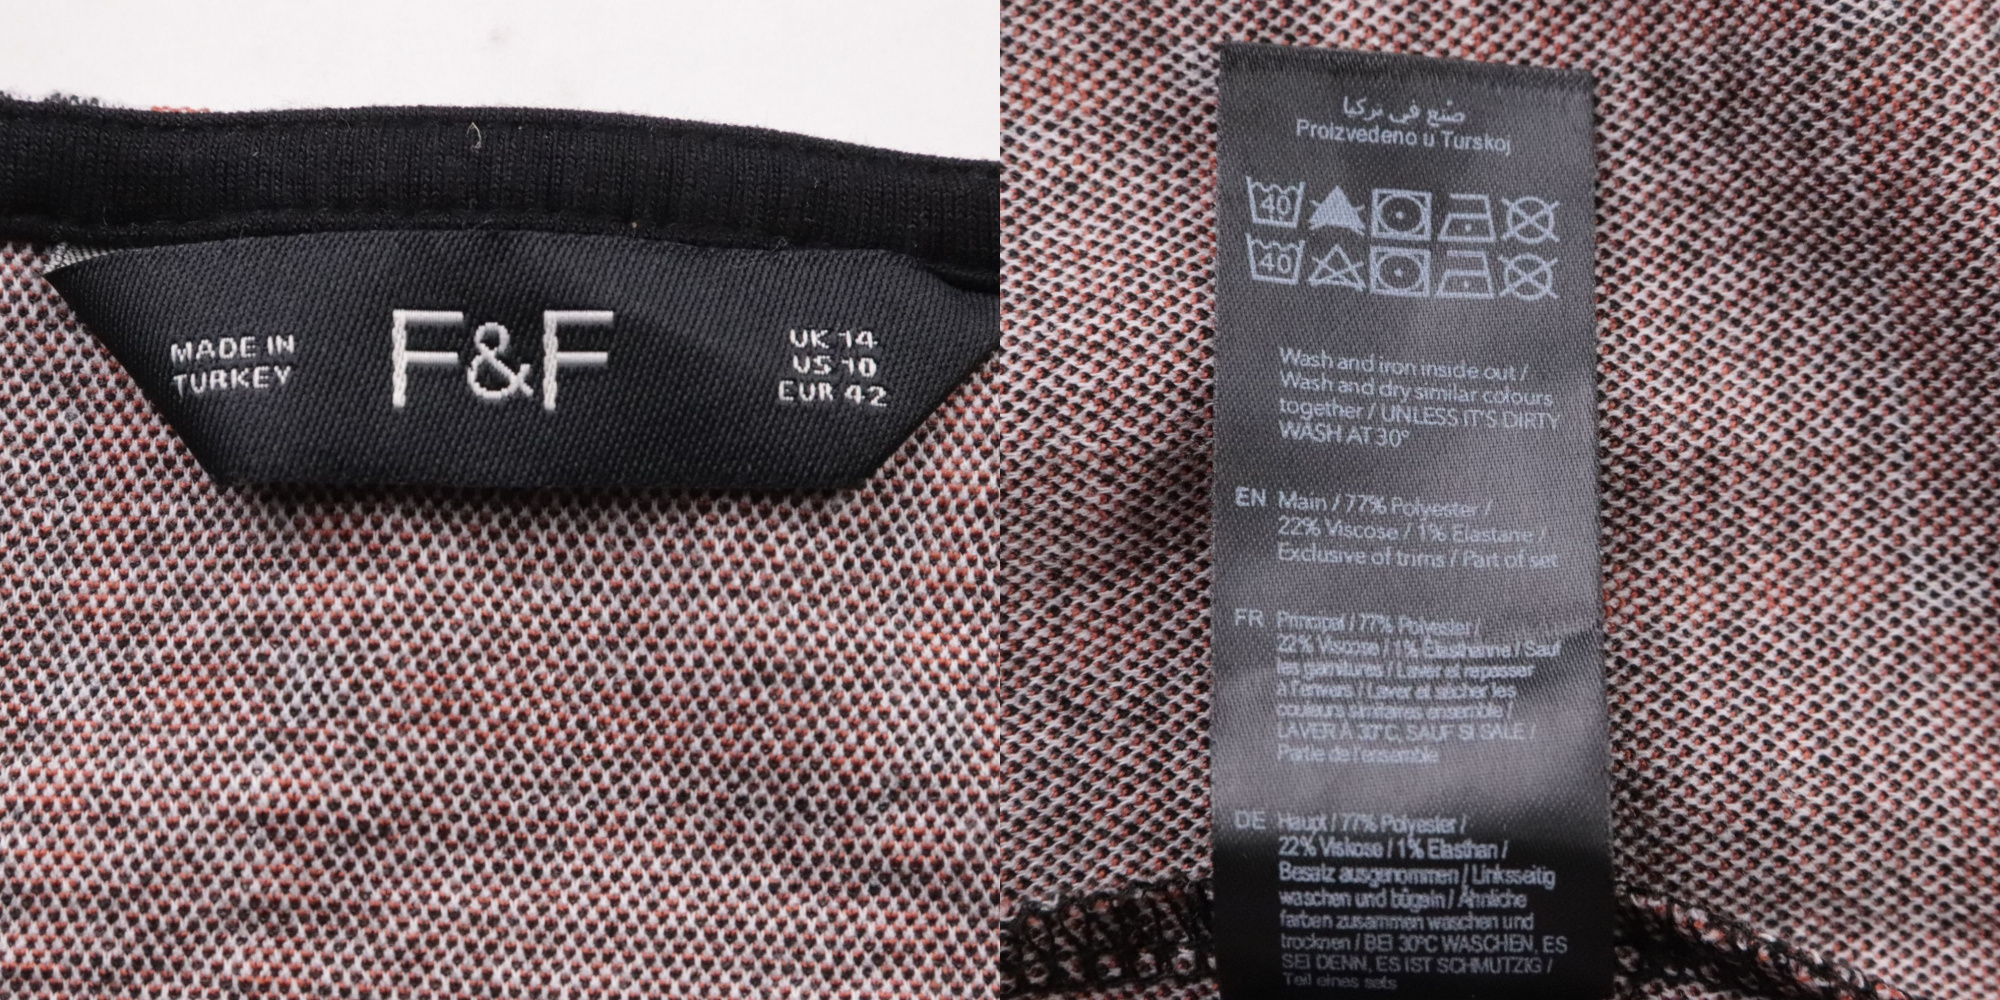 MADE IN
TURKEY
F&F
UK 14
US 10
EUR 42
صنع في تركيا
Proizvedeno u Turskoj
40
40
Wash and iron inside out /
Wash and dry similar colours
together / UNLESS IT'S DIRTY
WASH AT 30°
EN Main / 77% Polyester /
22% Viscose / 1% Elastane /
Exclusive of trims / Part of set
FR Principal / 77% Polyester /
22% Viscose / 1% Elasthanne / Sauf
les garnitures / Laver et repasser
à l'envers / Laver et sécher les
couleurs similaires ensemble /
LAVER À 30°C, SAUF SI SALE /
Partie de l'ensemble
DE Haupt / 77% Polyester /
22% Viskose / 1% Elasthan /
Besatz ausgenommen / Linksseitig
waschen und bügeln / Ähnliche
farben zusammen waschen und
trocknen / BEI 30°C WASCHEN, ES
SEI DENN, ES IST SCHMUTZIG /
Teil eines sets